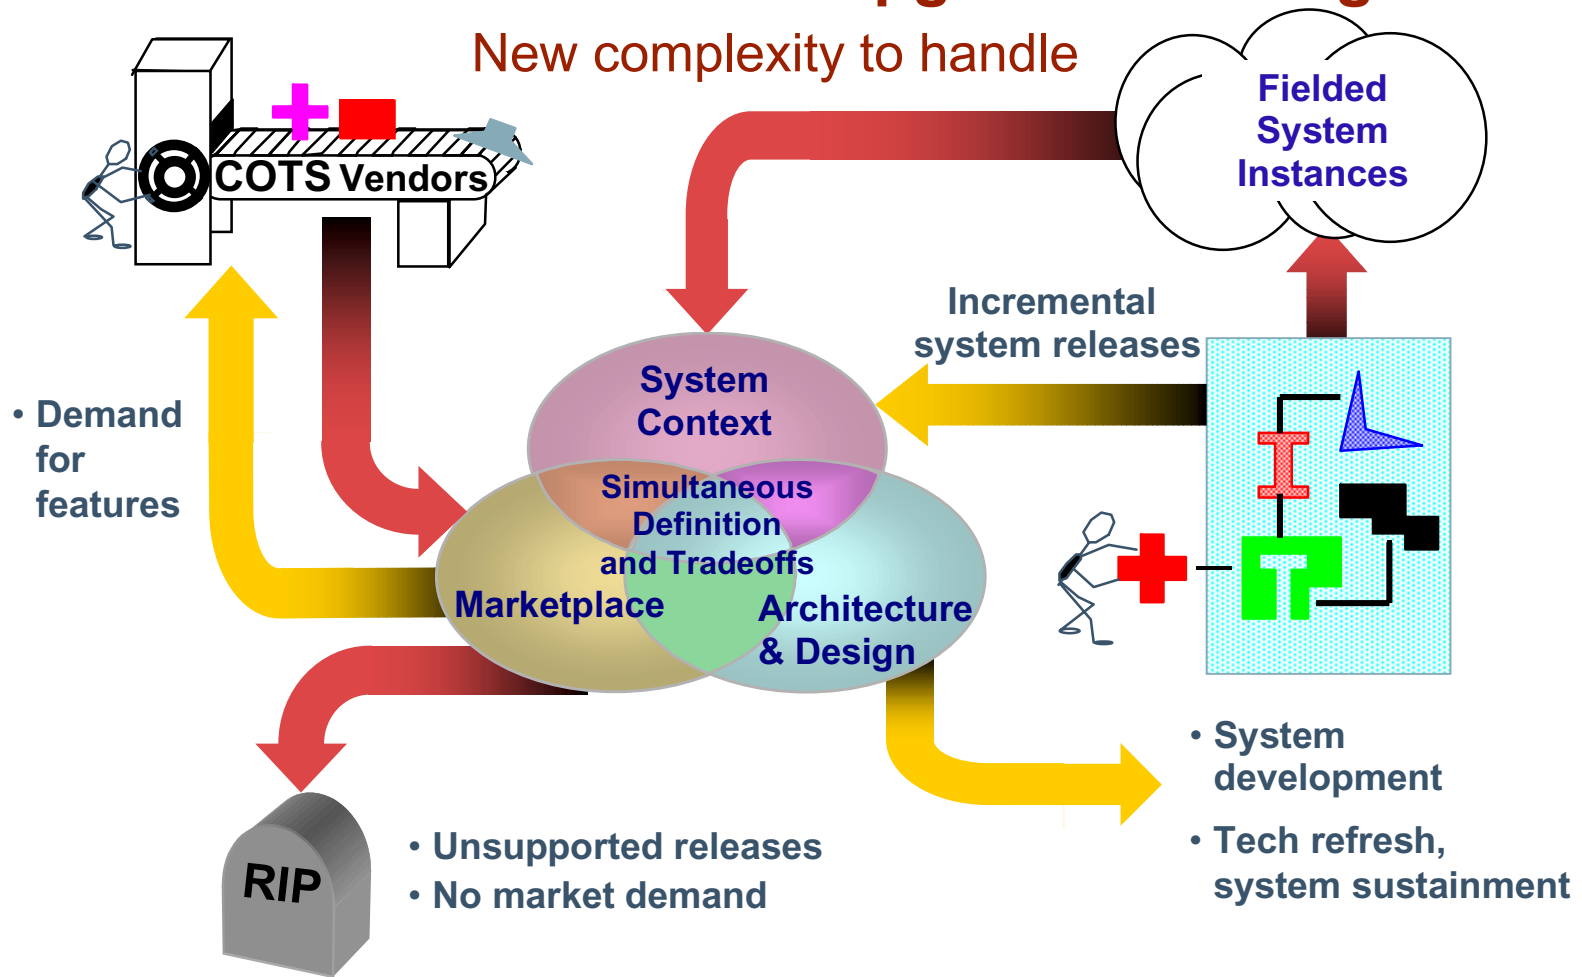 New complexity to handle
Fielded
System
Instances
COTS Vendors
Incremental
system releases
System
Context
• Demand
for
features
Simultaneous
Definition
and Tradeoffs
Marketplace
Architecture
& Design
• System
development
• Tech refresh,
system sustainment
• Unsupported releases
• No market demand
RIP